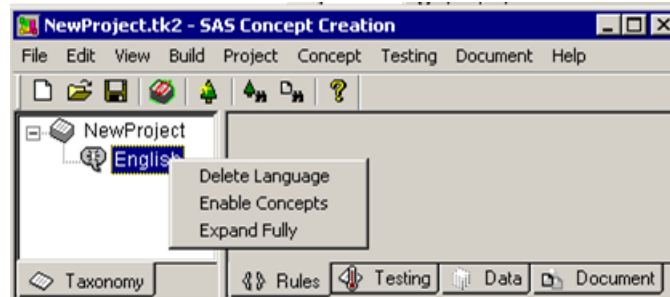 NewProject.tk2 - SAS Concept Creation
File Edit View Build Project Concept Testing Document Help
NewProject
English
Delete Language
Enable Concepts
Expand Fully
Taxonomy Rules Testing Data Document